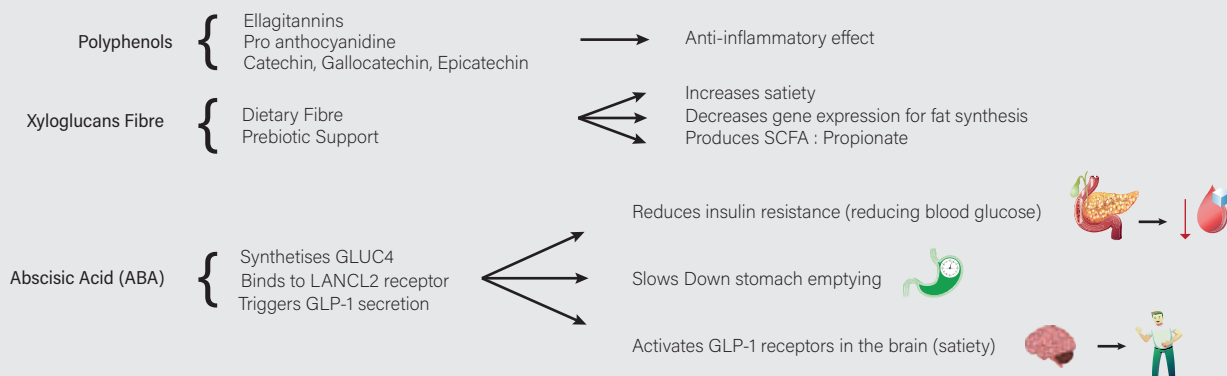 Polyphenols
Ellagitannins
Pro anthocyanidine
Catechin, Gallocatechin, Epicatechin
Anti-inflammatory effect
Xyloglucans Fibre
Dietary Fibre
Prebiotic Support
Increases satiety
Decreases gene expression for fat synthesis
Produces SCFA : Propionate
Abscisic Acid (ABA)
Synthetises GLUC4
Binds to LANCL2 receptor
Triggers GLP-1 secretion
Reduces insulin resistance (reducing blood glucose)
Slows Down stomach emptying
Activates GLP-1 receptors in the brain (satiety)